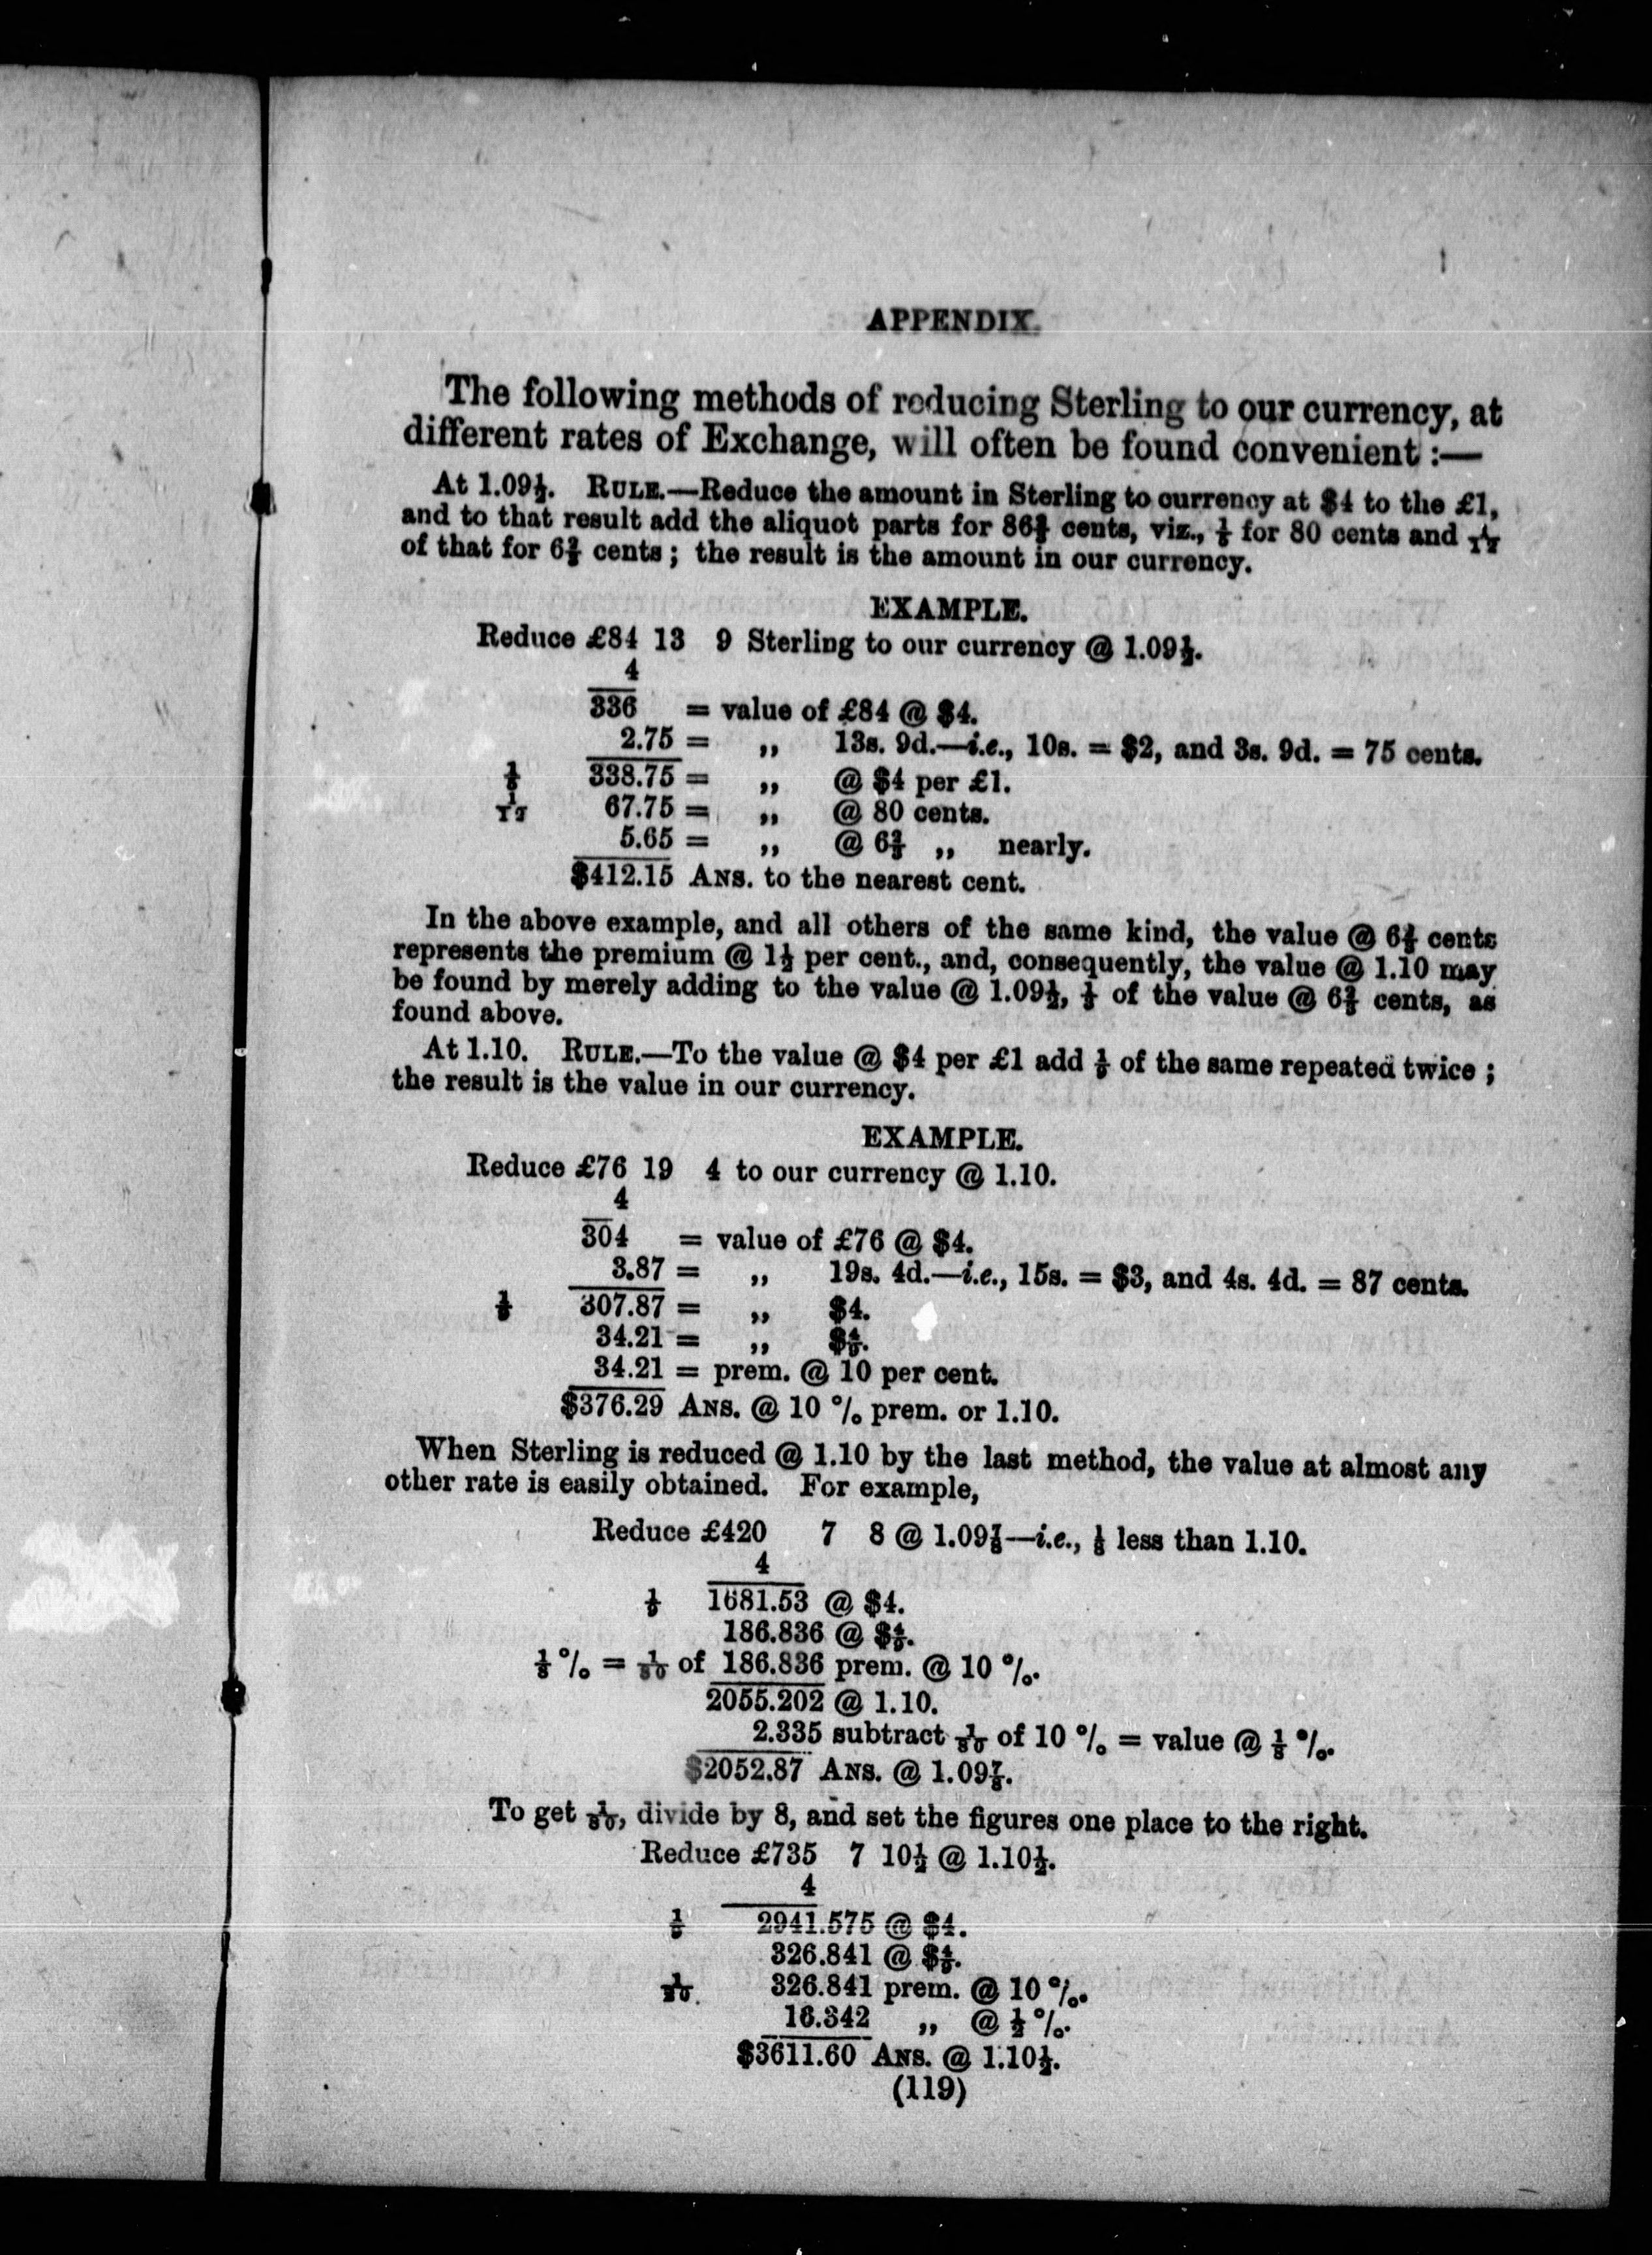 APPENDIX.
The following methods of reducing Sterling to our currency, at
different rates of Exchange, will often be found convenient :—
At 1.09½. RULE.—Reduce the amount in Sterling to currency at $4 to the £1,
and to that result add the aliquot parts for 86⅔ cents, viz., ⅕ for 80 cents and 1/12
of that for 6⅔ cents; the result is the amount in our currency.
EXAMPLE.
Reduce £84 13 9 Sterling to our currency @ 1.09½.
4
336 = value of £84 @ $4.
2.75 = ,, 13s. 9d.—i.e., 10s. = $2, and 3s. 9d. = 75 cents.
⅕ 338.75 = ,, @ $4 per £1.
1/12 67.75 = ,, @ 80 cents.
5.65 = ,, @ 6⅔ ,, nearly.
$412.15 ANS. to the nearest cent.
In the above example, and all others of the same kind, the value @ 6⅔ cents
represents the premium @ 1½ per cent., and, consequently, the value @ 1.10 may
be found by merely adding to the value @ 1.09½, ⅓ of the value @ 6⅔ cents, as
found above.
At 1.10. RULE.—To the value @ $4 per £1 add 1/9 of the same repeated twice ;
the result is the value in our currency.
EXAMPLE.
Reduce £76 19 4 to our currency @ 1.10.
4
304 = value of £76 @ $4.
3.87 = ,, 19s. 4d.—i.e., 15s. = $3, and 4s. 4d. = 87 cents.
1/9 307.87 = ,, $4.
34.21 = ,, $4/9.
34.21 = prem. @ 10 per cent.
$376.29 ANS. @ 10 % prem. or 1.10.
When Sterling is reduced @ 1.10 by the last method, the value at almost any
other rate is easily obtained. For example,
Reduce £420 7 8 @ 1.09⅞—i.e., ⅛ less than 1.10.
4
1/9 1681.53 @ $4.
186.836 @ $4/9.
⅛ % = 1/80 of 186.836 prem. @ 10 %.
2055.202 @ 1.10.
2.335 subtract 1/80 of 10 % = value @ ⅛ %.
$2052.87 ANS. @ 1.09⅞.
To get 1/80, divide by 8, and set the figures one place to the right.
Reduce £735 7 10½ @ 1.10½.
4
1/9 2941.575 @ $4.
326.841 @ $4/9.
1/20. 326.841 prem. @ 10 %.
16.342 ,, @ ½ %.
$3611.60 ANS. @ 1.10½.
(119)